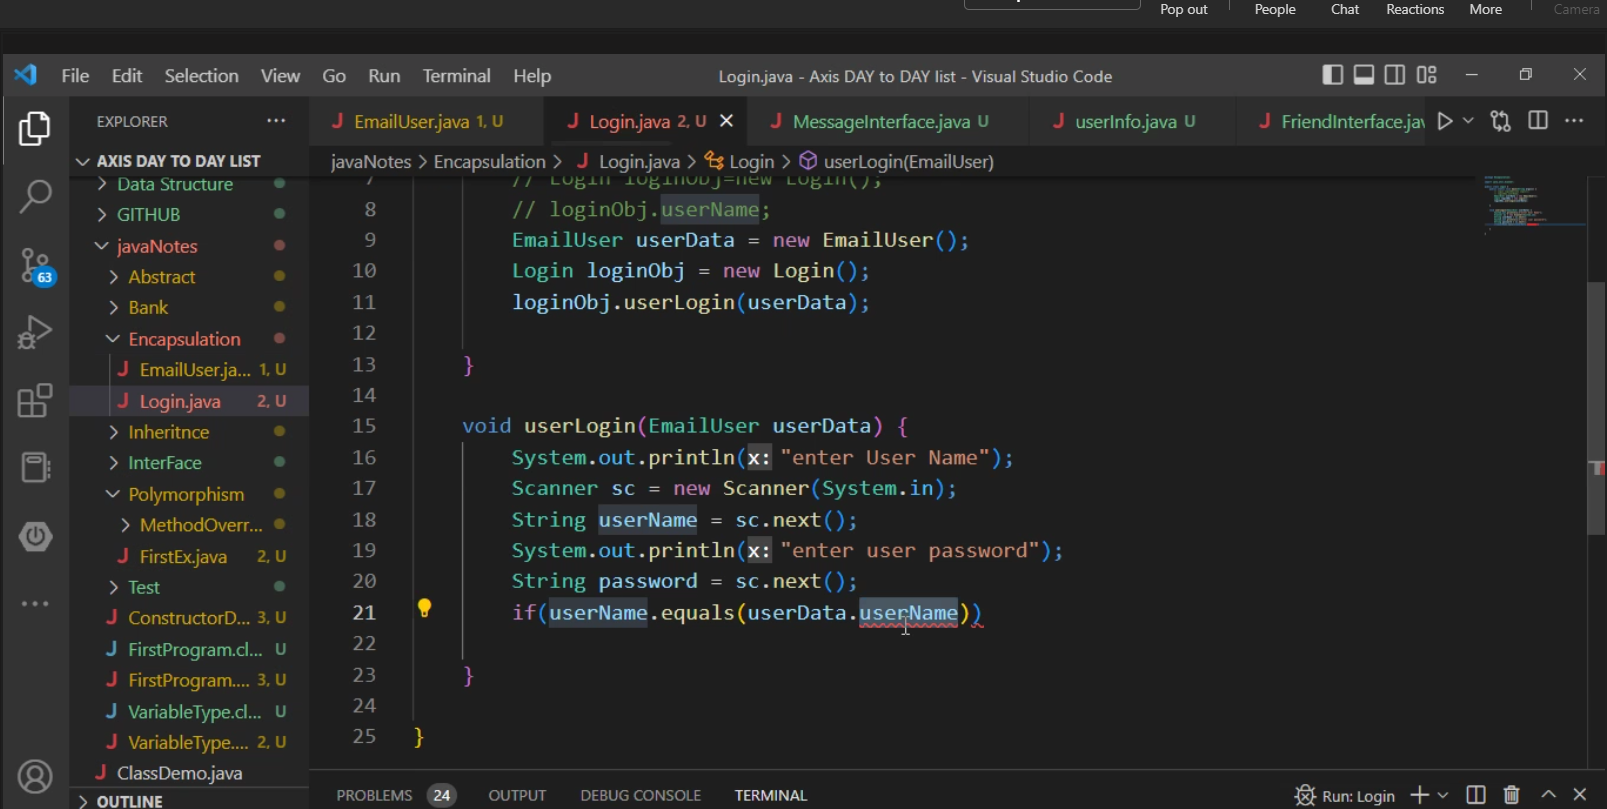 Pop out People Chat Reactions More Camera
File Edit Selection View Go Run Terminal Help Login.java - Axis DAY to DAY list - Visual Studio Code
EXPLORER ···
EmailUser.java 1, U Login.java 2, U MessageInterface.java U userInfo.java U FriendInterface.jav
AXIS DAY TO DAY LIST
javaNotes > Encapsulation > Login.java > Login > userLogin(EmailUser)
Data Structure
GITHUB
javaNotes
Abstract
Bank
Encapsulation
EmailUser.ja... 1, U
Login.java 2, U
Inheritnce
InterFace
Polymorphism
MethodOverr...
FirstEx.java 2, U
Test
ConstructorD... 3, U
FirstProgram.cl... U
FirstProgram.... 3, U
VariableType.cl... U
VariableType.... 2, U
ClassDemo.java
OUTLINE
63
7 // Login loginObj=new Login();
8 // loginObj.userName;
9 EmailUser userData = new EmailUser();
10 Login loginObj = new Login();
11 loginObj.userLogin(userData);
12
13 }
14
15 void userLogin(EmailUser userData) {
16 System.out.println(x: "enter User Name");
17 Scanner sc = new Scanner(System.in);
18 String userName = sc.next();
19 System.out.println(x: "enter user password");
20 String password = sc.next();
21 if(userName.equals(userData.userName))
22
23 }
24
25 }
PROBLEMS 24 OUTPUT DEBUG CONSOLE TERMINAL Run: Login